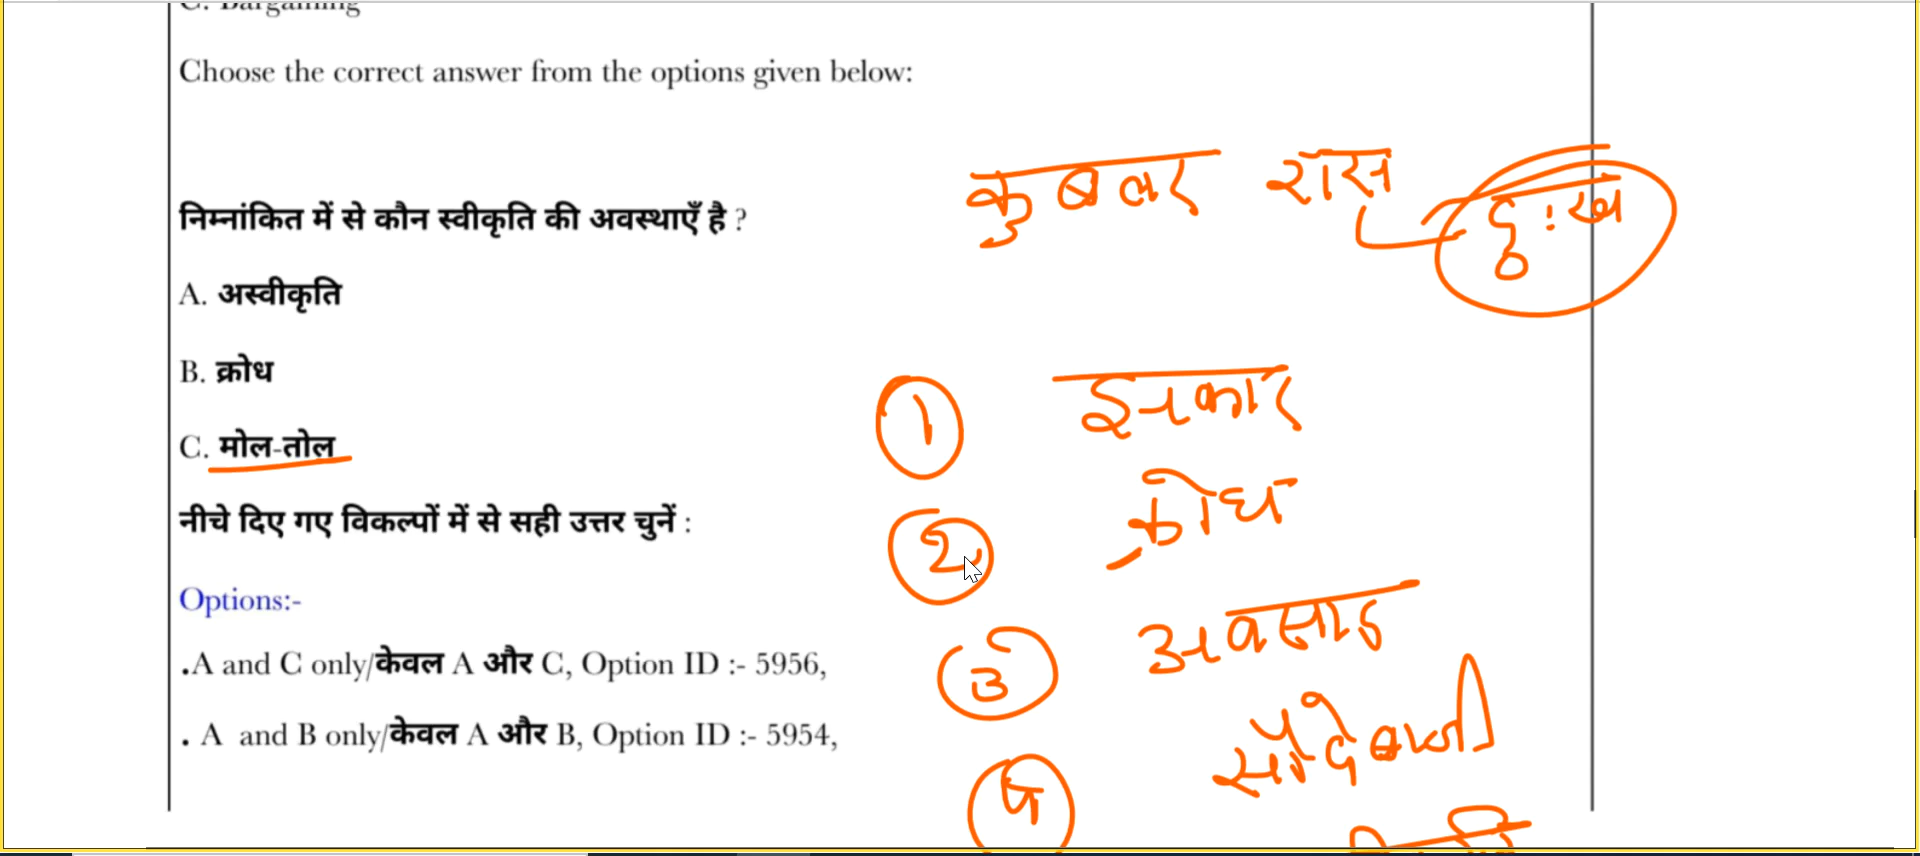 C. Bargaining
Choose the correct answer from the options given below:
कुबलर रॉस
दुःख
निम्नांकित में से कौन स्वीकृति की अवस्थाएँ है ?
A. अस्वीकृति
B. क्रोध
1 इनकार
C. मोल-तोल
नीचे दिए गए विकल्पों में से सही उत्तर चुनें :
2 क्रोध
Options:-
3 अवसाद
.A and C only/केवल A और C, Option ID :- 5956,
. A and B only/केवल A और B, Option ID :- 5954,
सौदेबाजी